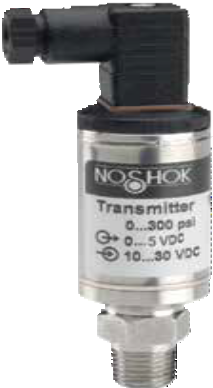 NOSHOK
Transmitter
0...300 psi
0...5 VDC
10...30 VDC